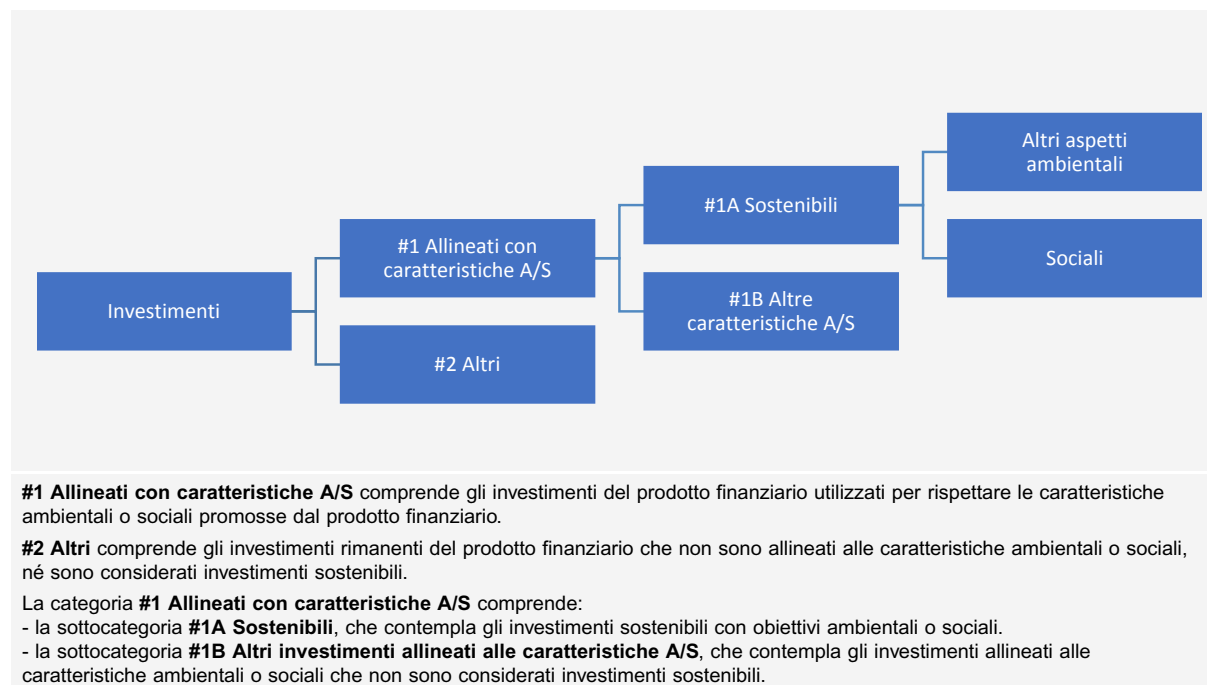 Investimenti
#1 Allineati con
caratteristiche A/S
#2 Altri
#1A Sostenibili
#1B Altre
caratteristiche A/S
Altri aspetti
ambientali
Sociali
#1 Allineati con caratteristiche A/S comprende gli investimenti del prodotto finanziario utilizzati per rispettare le caratteristiche
ambientali o sociali promosse dal prodotto finanziario.
#2 Altri comprende gli investimenti rimanenti del prodotto finanziario che non sono allineati alle caratteristiche ambientali o sociali,
né sono considerati investimenti sostenibili.
La categoria #1 Allineati con caratteristiche A/S comprende:
- la sottocategoria #1A Sostenibili, che contempla gli investimenti sostenibili con obiettivi ambientali o sociali.
- la sottocategoria #1B Altri investimenti allineati alle caratteristiche A/S, che contempla gli investimenti allineati alle
caratteristiche ambientali o sociali che non sono considerati investimenti sostenibili.